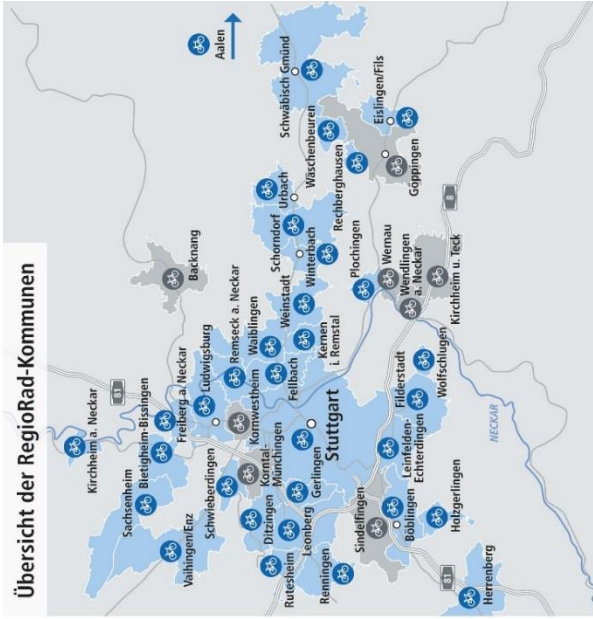 Übersicht der RegioRad-Kommunen
Kirchheim a. Neckar
81
Sachsenheim
Bietigheim-Bissingen
Freiberg a. Neckar
Ludwigsburg
Backnang
Aalen
Vaihingen/Enz
Schwieberdingen
Remseck a. Neckar
Waiblingen
Weinstadt
Schorndorf
Urbach
Schwäbisch Gmünd
Kornwestheim
Korntal-
Münchingen
Ditzingen
Gerlingen
Fellbach
Kernen
i. Remstal
Winterbach
Wäschenbeuren
Rutesheim
Leonberg
Stuttgart
Rechberghausen
Eislingen/Fils
Renningen
Plochingen
Göppingen
Sindelfingen
Wernau
Böblingen
Leinfelden-
Echterdingen
Filderstadt
Wendlingen
a. Neckar
8
Holzgerlingen
Wolfschlugen
Kirchheim u. Teck
81
Herrenberg
NECKAR